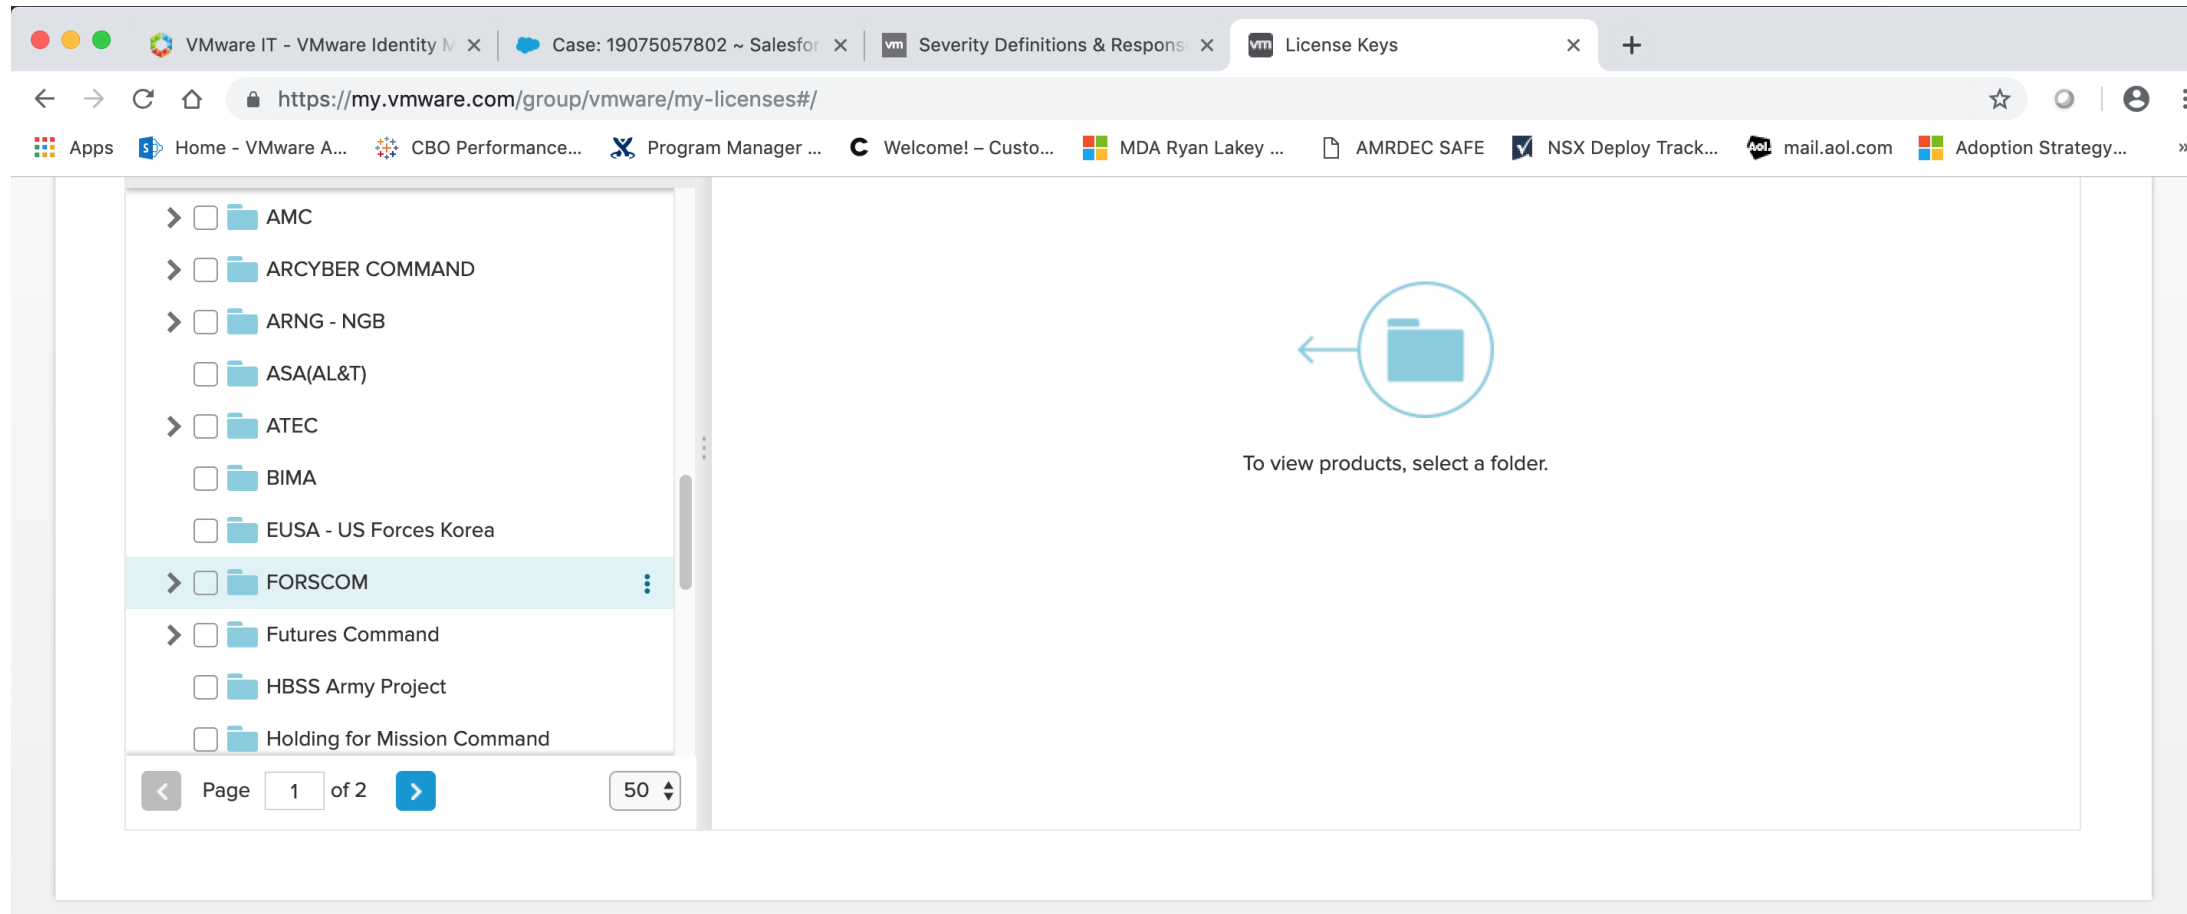 VMware IT - VMware Identity M
Case: 19075057802 ~ Salesfor
vm
Severity Definitions & Respons
vm
License Keys
https://my.vmware.com/group/vmware/my-licenses#/
Apps
Home - VMware A...
CBO Performance...
Program Manager ...
C
Welcome! – Custo...
MDA Ryan Lakey ...
AMRDEC SAFE
NSX Deploy Track...
Aol.
mail.aol.com
Adoption Strategy...
»
AMC
ARCYBER COMMAND
ARNG - NGB
ASA(AL&T)
ATEC
BIMA
EUSA - US Forces Korea
FORSCOM
Futures Command
HBSS Army Project
Holding for Mission Command
Page 1 of 2
50
To view products, select a folder.